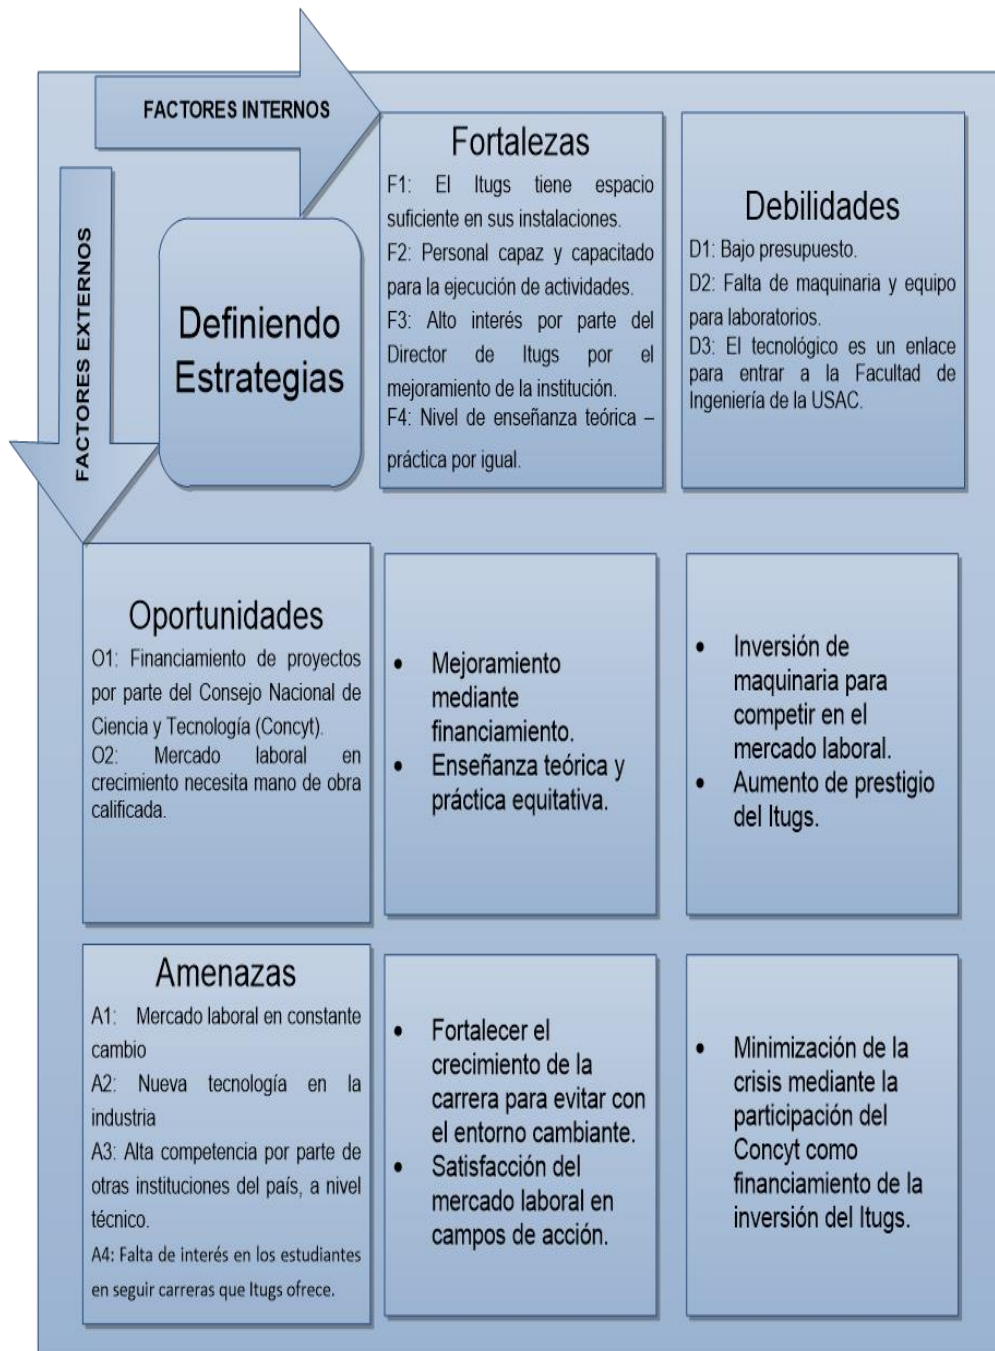 FACTORES INTERNOS
FACTORES EXTERNOS
Definiendo
Estrategias
Fortalezas
F1: El Itugs tiene espacio
suficiente en sus instalaciones.
F2: Personal capaz y capacitado
para la ejecución de actividades.
F3: Alto interés por parte del
Director de Itugs por el
mejoramiento de la institución.
F4: Nivel de enseñanza teórica –
práctica por igual.
Debilidades
D1: Bajo presupuesto.
D2: Falta de maquinaria y equipo
para laboratorios.
D3: El tecnológico es un enlace
para entrar a la Facultad de
Ingeniería de la USAC.
Oportunidades
O1: Financiamiento de proyectos
por parte del Consejo Nacional de
Ciencia y Tecnología (Concyt).
O2: Mercado laboral en
crecimiento necesita mano de obra
calificada.
• Mejoramiento
mediante
financiamiento.
• Enseñanza teórica y
práctica equitativa.
• Inversión de
maquinaria para
competir en el
mercado laboral.
• Aumento de prestigio
del Itugs.
Amenazas
A1: Mercado laboral en constante
cambio
A2: Nueva tecnología en la
industria
A3: Alta competencia por parte de
otras instituciones del país, a nivel
técnico.
A4: Falta de interés en los estudiantes
en seguir carreras que Itugs ofrece.
• Fortalecer el
crecimiento de la
carrera para evitar con
el entorno cambiante.
• Satisfacción del
mercado laboral en
campos de acción.
• Minimización de la
crisis mediante la
participación del
Concyt como
financiamiento de la
inversión del Itugs.